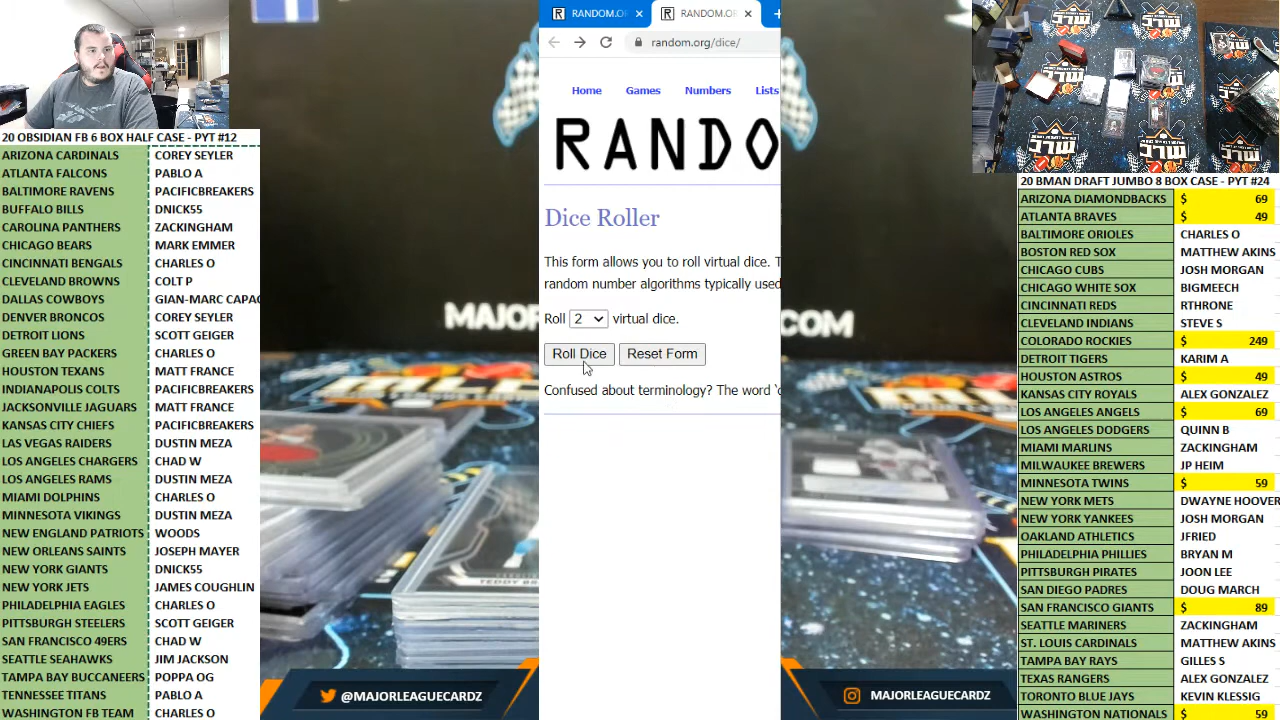 RANDOM.O
RANDOM.O
random.org/dice/
Home Games Numbers Lists
RANDO
Dice Roller
This form allows you to roll virtual dice. T
random number algorithms typically used
Roll 2 virtual dice.
Roll Dice Reset Form
Confused about terminology? The word
20 OBSIDIAN FB 6 BOX HALF CASE - PYT #12
ARIZONA CARDINALS COREY SEYLER
ATLANTA FALCONS PABLO A
BALTIMORE RAVENS PACIFICBREAKERS
BUFFALO BILLS DNICK55
CAROLINA PANTHERS ZACKINGHAM
CHICAGO BEARS MARK EMMER
CINCINNATI BENGALS CHARLES O
CLEVELAND BROWNS COLT P
DALLAS COWBOYS GIAN-MARC CAPAC
DENVER BRONCOS COREY SEYLER
DETROIT LIONS SCOTT GEIGER
GREEN BAY PACKERS CHARLES O
HOUSTON TEXANS MATT FRANCE
INDIANAPOLIS COLTS PACIFICBREAKERS
JACKSONVILLE JAGUARS MATT FRANCE
KANSAS CITY CHIEFS PACIFICBREAKERS
LAS VEGAS RAIDERS DUSTIN MEZA
LOS ANGELES CHARGERS CHAD W
LOS ANGELES RAMS DUSTIN MEZA
MIAMI DOLPHINS CHARLES O
MINNESOTA VIKINGS DUSTIN MEZA
NEW ENGLAND PATRIOTS WOODS
NEW ORLEANS SAINTS JOSEPH MAYER
NEW YORK GIANTS DNICK55
NEW YORK JETS JAMES COUGHLIN
PHILADELPHIA EAGLES CHARLES O
PITTSBURGH STEELERS SCOTT GEIGER
SAN FRANCISCO 49ERS CHAD W
SEATTLE SEAHAWKS JIM JACKSON
TAMPA BAY BUCCANEERS POPPA OG
TENNESSEE TITANS PABLO A
WASHINGTON FB TEAM CHARLES O
MAJOR
.COM
TEDDY
@MAJORLEAGUECARDZ
MAJORLEAGUECARDZ
20 BMAN DRAFT JUMBO 8 BOX CASE - PYT #24
ARIZONA DIAMONDBACKS $ 69
ATLANTA BRAVES $ 49
BALTIMORE ORIOLES CHARLES O
BOSTON RED SOX MATTHEW AKINS
CHICAGO CUBS JOSH MORGAN
CHICAGO WHITE SOX BIGMEECH
CINCINNATI REDS RTHRONE
CLEVELAND INDIANS STEVE S
COLORADO ROCKIES $ 249
DETROIT TIGERS KARIM A
HOUSTON ASTROS $ 49
KANSAS CITY ROYALS ALEX GONZALEZ
LOS ANGELS ANGELS $ 69
LOS ANGELES DODGERS QUINN B
MIAMI MARLINS ZACKINGHAM
MILWAUKEE BREWERS JP HEIM
MINNESOTA TWINS $ 59
NEW YORK METS DWAYNE HOOVER
NEW YORK YANKEES JOSH MORGAN
OAKLAND ATHLETICS JFRIED
PHILADELPHIA PHILLIES BRYAN M
PITTSBURGH PIRATES JOON LEE
SAN DIEGO PADRES DOUG MARCH
SAN FRANCISCO GIANTS $ 89
SEATTLE MARINERS ZACKINGHAM
ST. LOUIS CARDINALS MATTHEW AKINS
TAMPA BAY RAYS GILLES S
TEXAS RANGERS ALEX GONZALEZ
TORONTO BLUE JAYS KEVIN KLESSIG
WASHINGTON NATIONALS $ 59